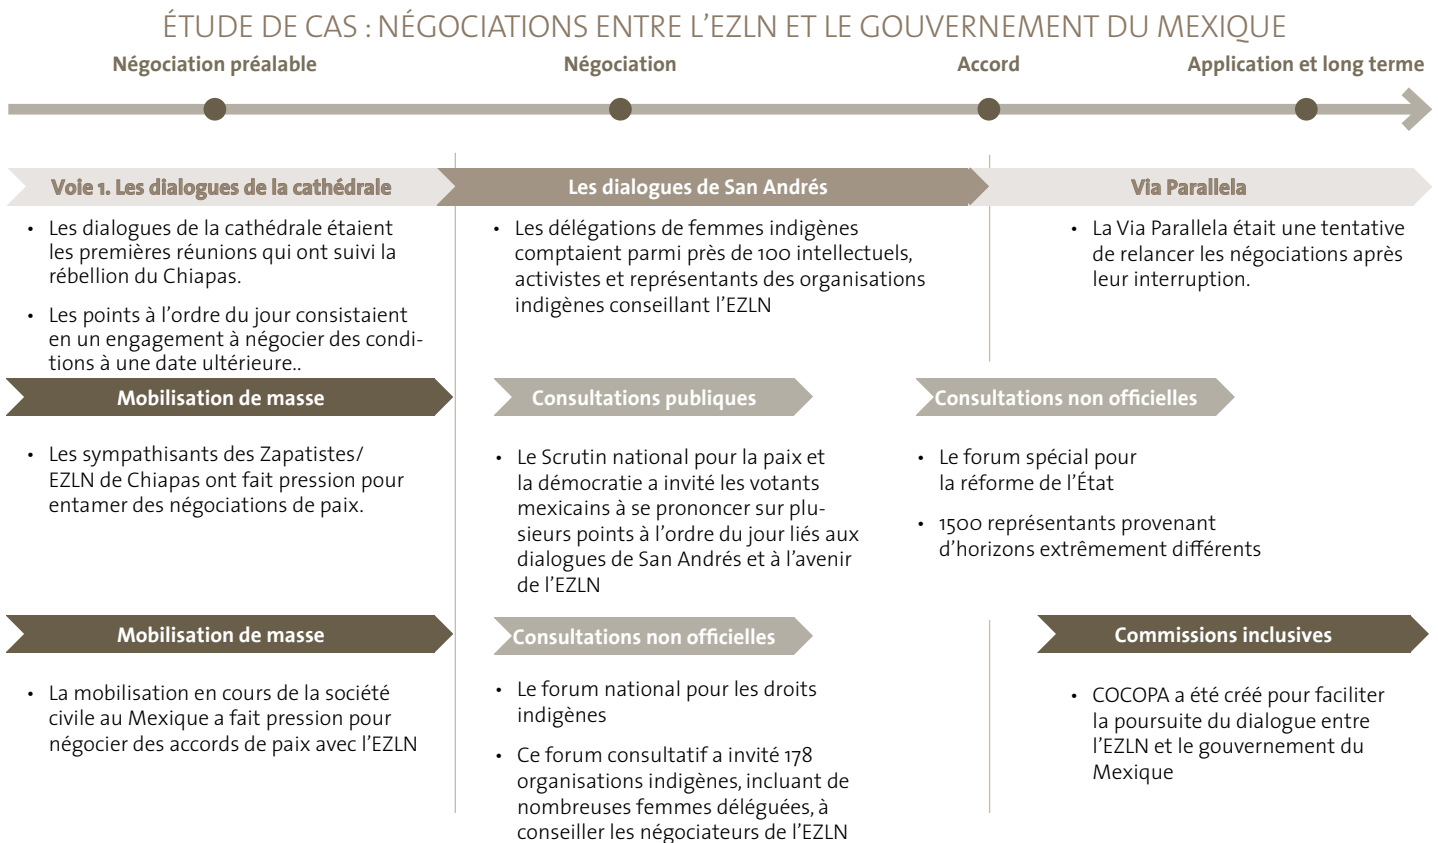 ÉTUDE DE CAS : NÉGOCIATIONS ENTRE L’EZLN ET LE GOUVERNEMENT DU MEXIQUE
Négociation préalable
Négociation
Accord
Application et long terme
Voie 1. Les dialogues de la cathédrale
• Les dialogues de la cathédrale étaient
les premières réunions qui ont suivi la
rébellion du Chiapas.
• Les points à l’ordre du jour consistaient
en un engagement à négocier des condi-
tions à une date ultérieure..
Les dialogues de San Andrés
• Les délégations de femmes indigènes
comptaient parmi près de 100 intellectuels,
activistes et représentants des organisations
indigènes conseillant l’EZLN
Via Parallela
• La Via Parallela était une tentative
de relancer les négociations après
leur interruption.
Mobilisation de masse
• Les sympathisants des Zapatistes/
EZLN de Chiapas ont fait pression pour
entamer des négociations de paix.
Consultations publiques
• Le Scrutin national pour la paix et
la démocratie a invité les votants
mexicains à se prononcer sur plu-
sieurs points à l’ordre du jour liés aux
dialogues de San Andrés et à l’avenir
de l’EZLN
Consultations non officielles
• Le forum spécial pour
la réforme de l’État
• 1500 représentants provenant
d’horizons extrêmement différents
Mobilisation de masse
• La mobilisation en cours de la société
civile au Mexique a fait pression pour
négocier des accords de paix avec l’EZLN
Consultations non officielles
• Le forum national pour les droits
indigènes
• Ce forum consultatif a invité 178
organisations indigènes, incluant de
nombreuses femmes déléguées, à
conseiller les négociateurs de l’EZLN
Commissions inclusives
• COCOPA a été créé pour faciliter
la poursuite du dialogue entre
l’EZLN et le gouvernement du
Mexique